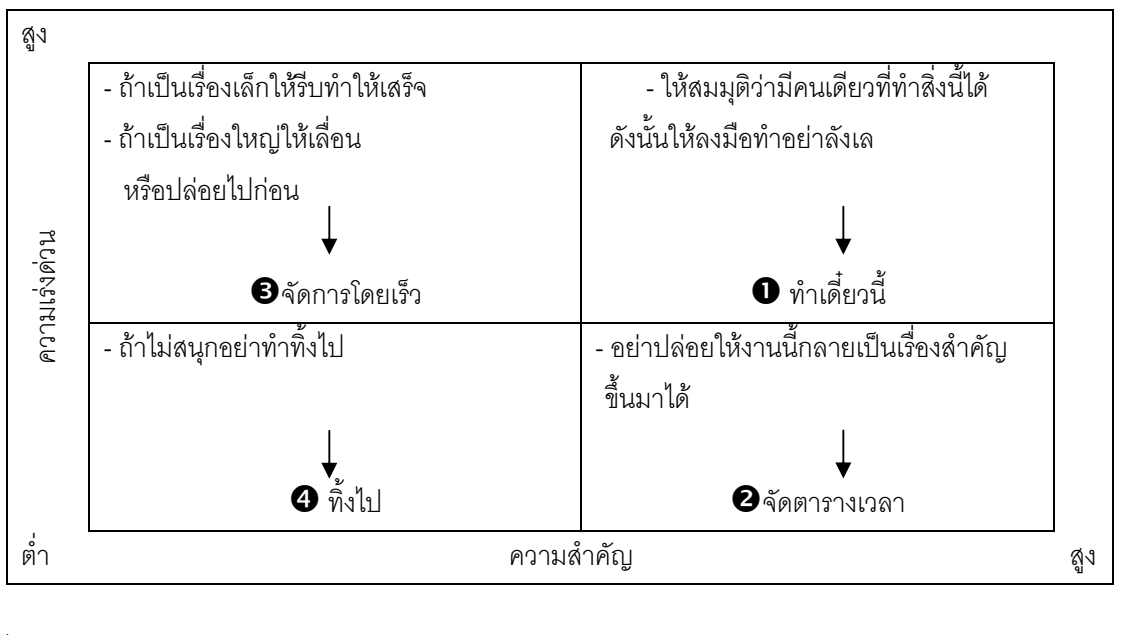 สูง
- ถ้าเป็นเรื่องเล็กให้รีบทำให้เสร็จ
- ถ้าเป็นเรื่องใหญ่ให้เลื่อน
หรือปล่อยไปก่อน
❸จัดการโดยเร็ว
- ให้สมมุติว่ามีคนเดียวที่ทำสิ่งนี้ได้
ดังนั้นให้ลงมือทำอย่าลังเล
❶ ทำเดี๋ยวนี้
ความเร่งด่วน
- ถ้าไม่สนุกอย่าทำทิ้งไป
❹ ทิ้งไป
- อย่าปล่อยให้งานนี้กลายเป็นเรื่องสำคัญ
ขึ้นมาได้
❷จัดตารางเวลา
ต่ำ
ความสำคัญ
สูง